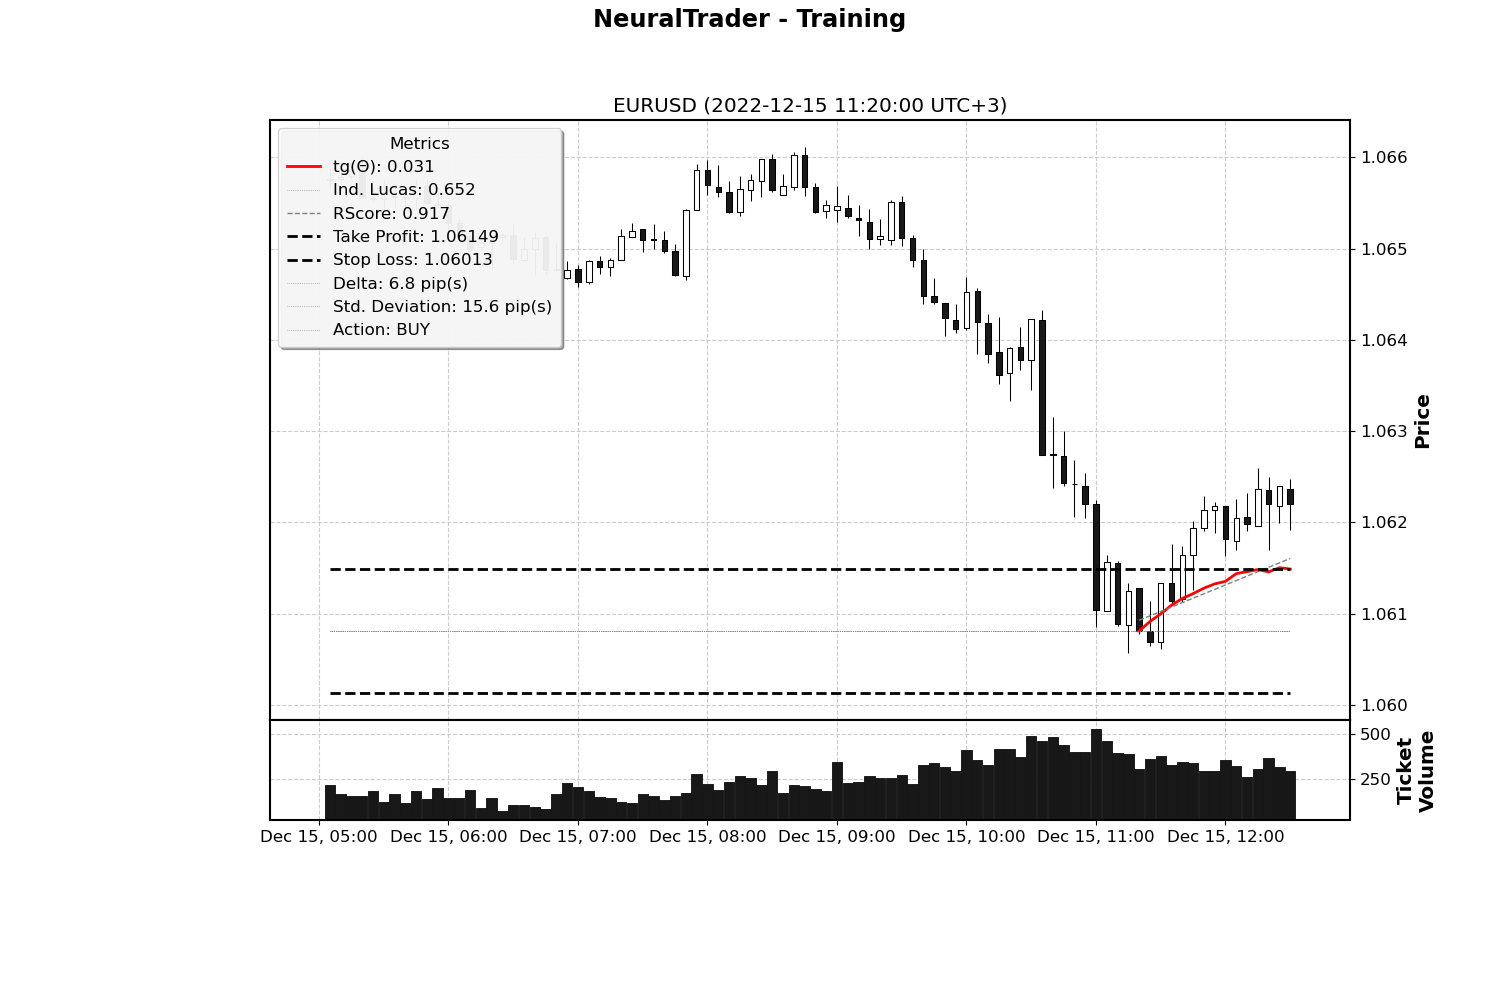 NeuralTrader - Training
EURUSD (2022-12-15 11:20:00 UTC+3)
Metrics
tg(Θ): 0.031
Ind. Lucas: 0.652
RScore: 0.917
Take Profit: 1.06149
Stop Loss: 1.06013
Delta: 6.8 pip(s)
Std. Deviation: 15.6 pip(s)
Action: BUY
1.066
1.065
1.064
1.063
1.062
1.061
1.060
Price
500
250
Ticket
Volume
Dec 15, 05:00 Dec 15, 06:00 Dec 15, 07:00 Dec 15, 08:00 Dec 15, 09:00 Dec 15, 10:00 Dec 15, 11:00 Dec 15, 12:00